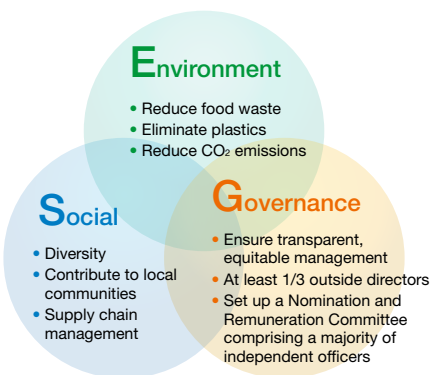 Environment
• Reduce food waste
• Eliminate plastics
• Reduce CO₂ emissions
Social
• Diversity
• Contribute to local
communities
• Supply chain
management
Governance
• Ensure transparent,
equitable management
• At least 1/3 outside directors
• Set up a Nomination and
Remuneration Committee
comprising a majority of
independent officers